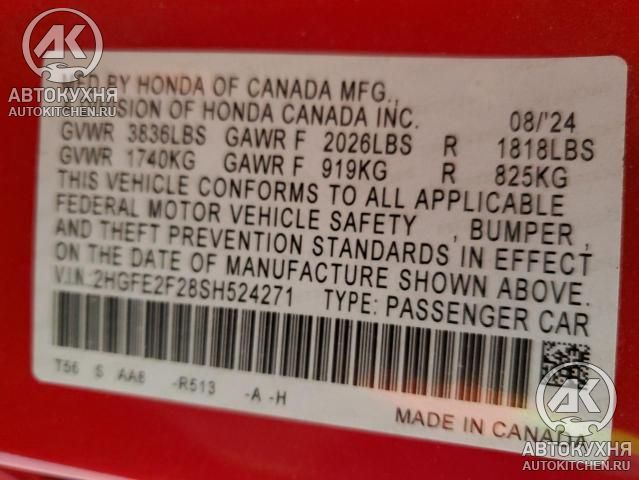 AK
АВТОКУХНЯ
AUTOKITCHEN.RU
BY HONDA OF CANADA MFG.,
OF HONDA CANADA INC. 08/'24
GVWR 3836LBS GAWR F 2026LBS R 1818LBS
GVWR 1740KG GAWR F 919KG R 825KG
THIS VEHICLE CONFORMS TO ALL APPLICABLE
FEDERAL MOTOR VEHICLE SAFETY , BUMPER,
AND THEFT PREVENTION STANDARDS IN EFFECT
ON THE DATE OF MANUFACTURE SHOWN ABOVE.
V.I.N.:2HGFE2F28SH524271 TYPE: PASSENGER CAR
T56 S AA8 -R513 -A -H
MADE IN CANADA
AK
АВТОКУХНЯ
AUTOKITCHEN.RU